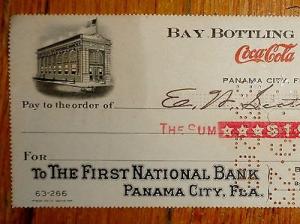 BAY BOTTLING
Coca-Cola
PANAMA CITY, F
Pay to the order of
THE SUM
FOR
TO THE FIRST NATIONAL BANK
PANAMA CITY, FLA.
63-266